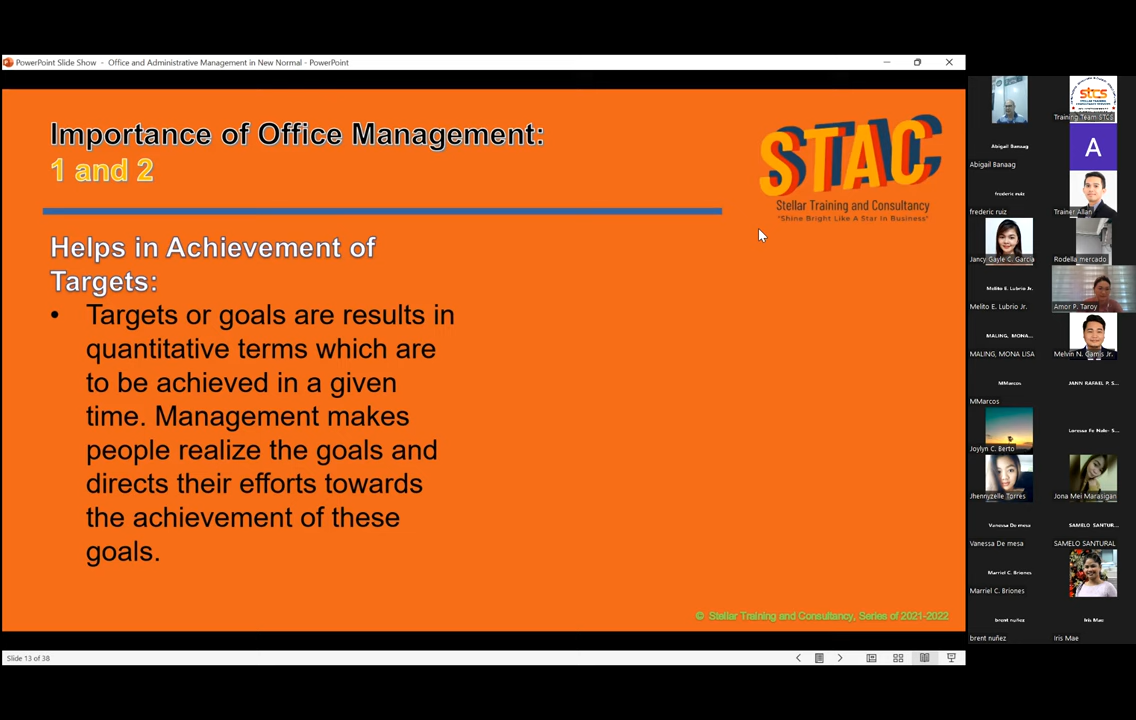 PowerPoint Slide Show - Office and Administrative Management in New Normal - PowerPoint
Importance of Office Management:
1 and 2
STAC
Stellar Training and Consultancy
"Shine Bright Like A Star In Business"
Helps in Achievement of
Targets:
• Targets or goals are results in
quantitative terms which are
to be achieved in a given
time. Management makes
people realize the goals and
directs their efforts towards
the achievement of these
goals.
© Stellar Training and Consultancy, Series of 2021-2022
Slide 13 of 38
stcs
Training Team STCS
Abigail Banaag
Abigail Banaag
A
frederic ruiz
frederic ruiz
Trainer Allan
Jancy Gayle C. Garcia
Rodella mercado
Melito E. Lubrio Jr.
Melito E. Lubrio Jr.
Amor P. Taroy
MALING, MONA...
MALING, MONA LISA
Melvin N. Gamis Jr.
MMarcos
MMarcos
JANN RAFAEL P. S...
Joylyn C. Berto
Larossa Fe Nale- S...
Jhennyzelle Torres
Jona Mei Marasigan
Vanessa De mesa
Vanessa De mesa
SAMELO SANTUR...
SAMELO SANTURAL
Marriel C. Briones
Marriel C. Briones
brent nuñez
brent nuñez
Iris Mae
Iris Mae